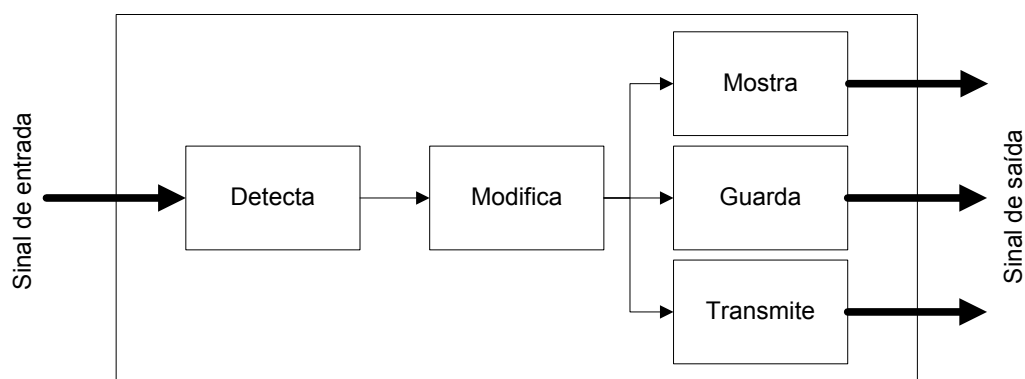 Sinal de entrada
Detecta
Modifica
Mostra
Guarda
Transmite
Sinal de saída